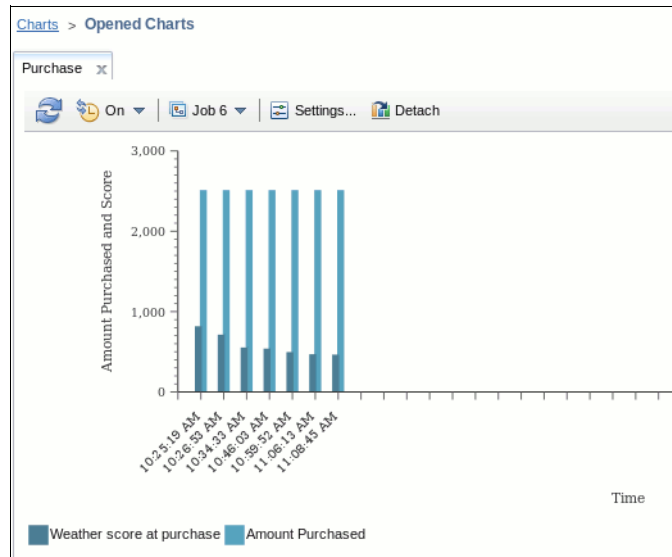 Charts > Opened Charts
Purchase x
On Job 6 Settings... Detach
3,000
2,000
1,000
0
Amount Purchased and Score
10:25:19 AM
10:26:53 AM
10:34:33 AM
10:46:03 AM
10:59:52 AM
11:06:13 AM
11:08:45 AM
Time
Weather score at purchase Amount Purchased